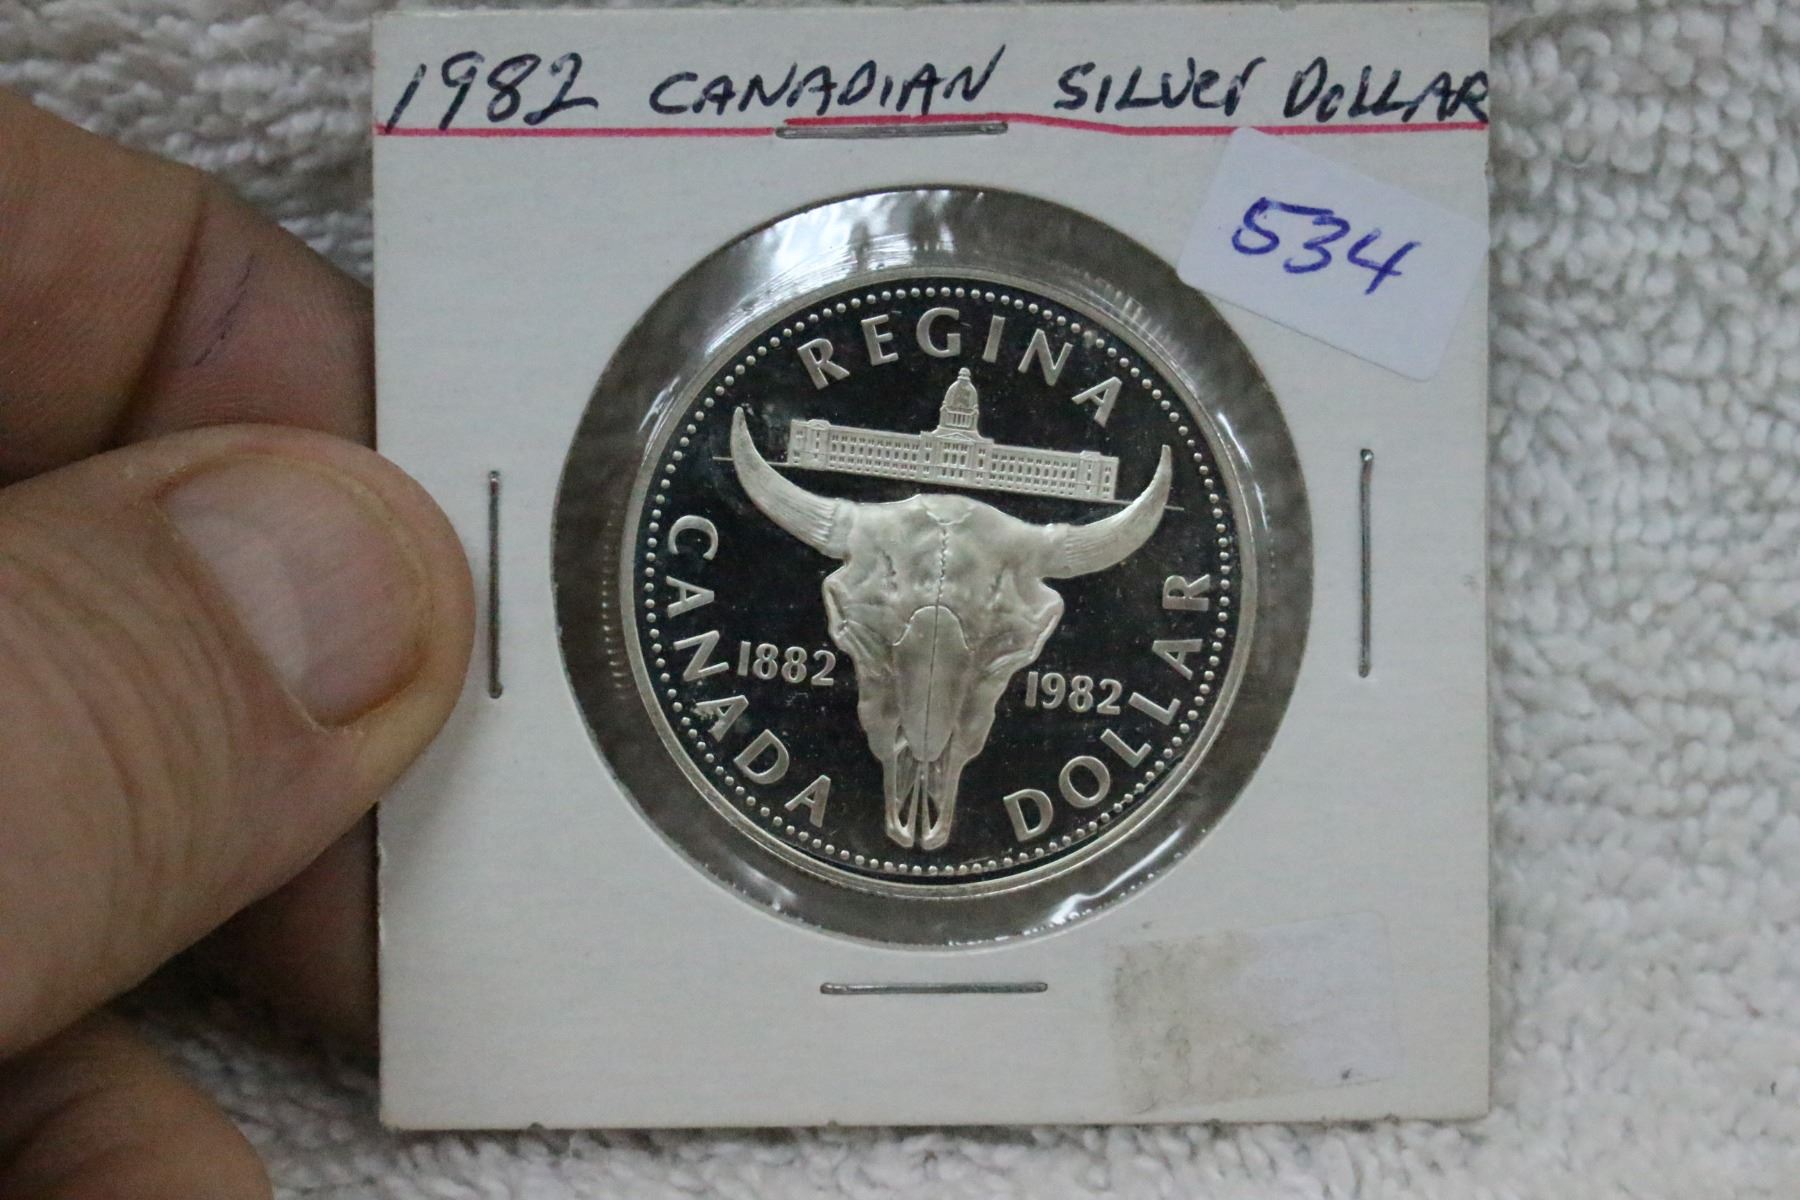 1982 CANADIAN SILVer DOLLAR
534
REGINA
CANADA
1882
1982
DOLLAR